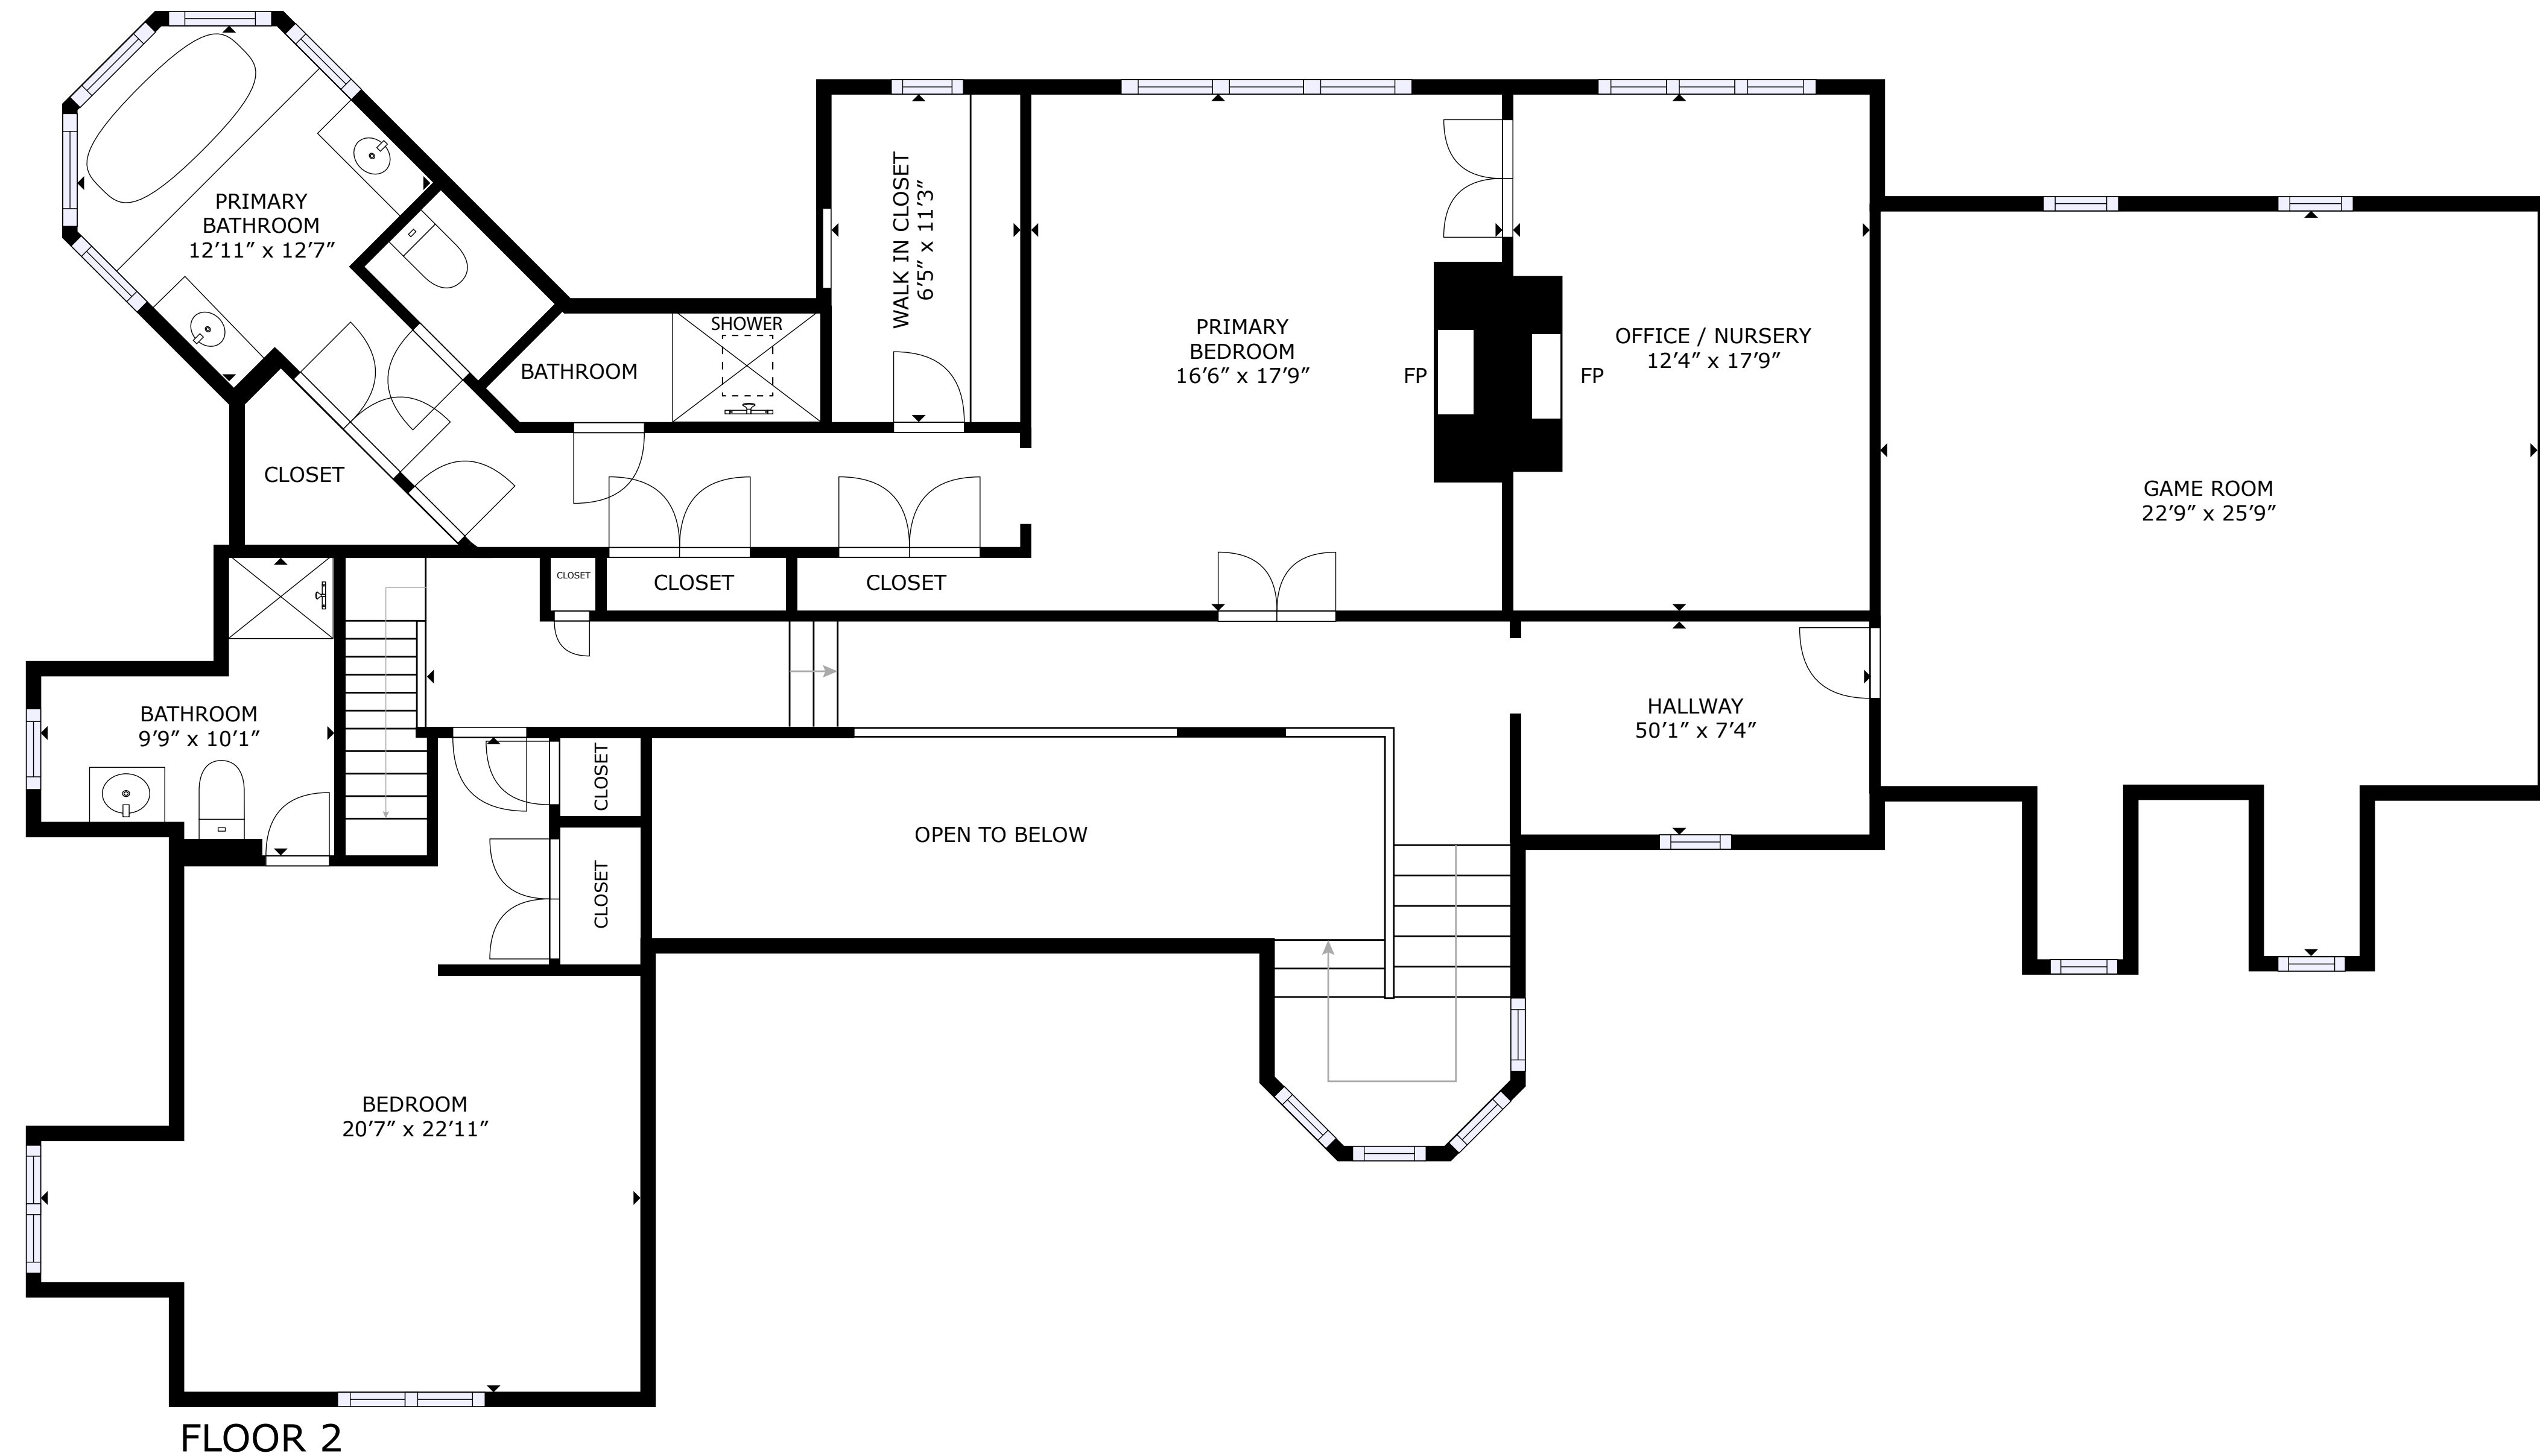 PRIMARY
BATHROOM
12′11″ x 12′7″
WALK IN CLOSET
6′5″ x 11′3″
SHOWER
BATHROOM
PRIMARY
BEDROOM
16′6″ x 17′9″
FP
FP
OFFICE / NURSERY
12′4″ x 17′9″
GAME ROOM
22′9″ x 25′9″
CLOSET
CLOSET
CLOSET
CLOSET
BATHROOM
9′9″ x 10′1″
HALLWAY
50′1″ x 7′4″
CLOSET
CLOSET
OPEN TO BELOW
BEDROOM
20′7″ x 22′11″
FLOOR 2